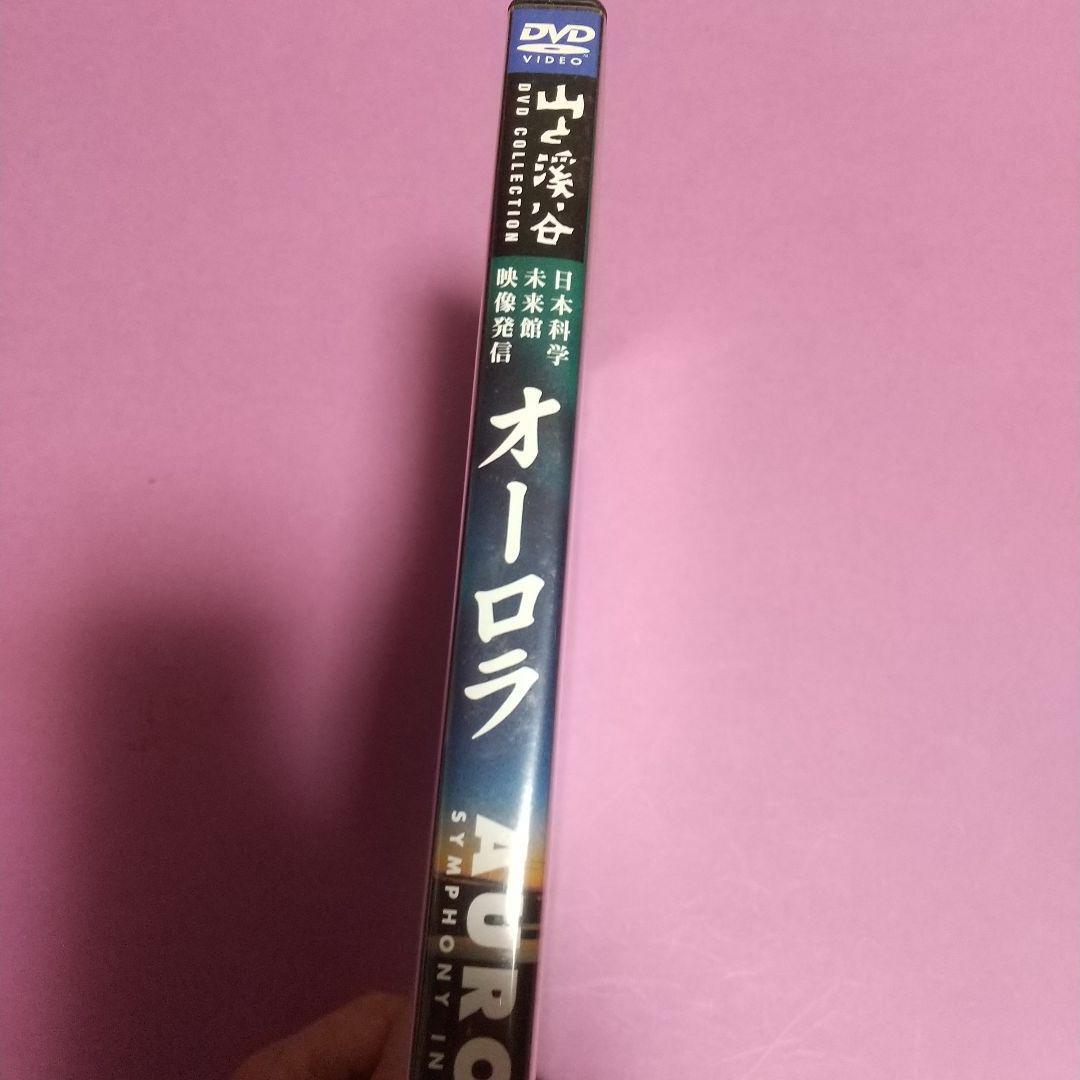 DVD
VIDEO
山と溪谷
DVD COLLECTION
日本科学
未来館
映像発信
オーロラ
AURO
SYMPHONY IN